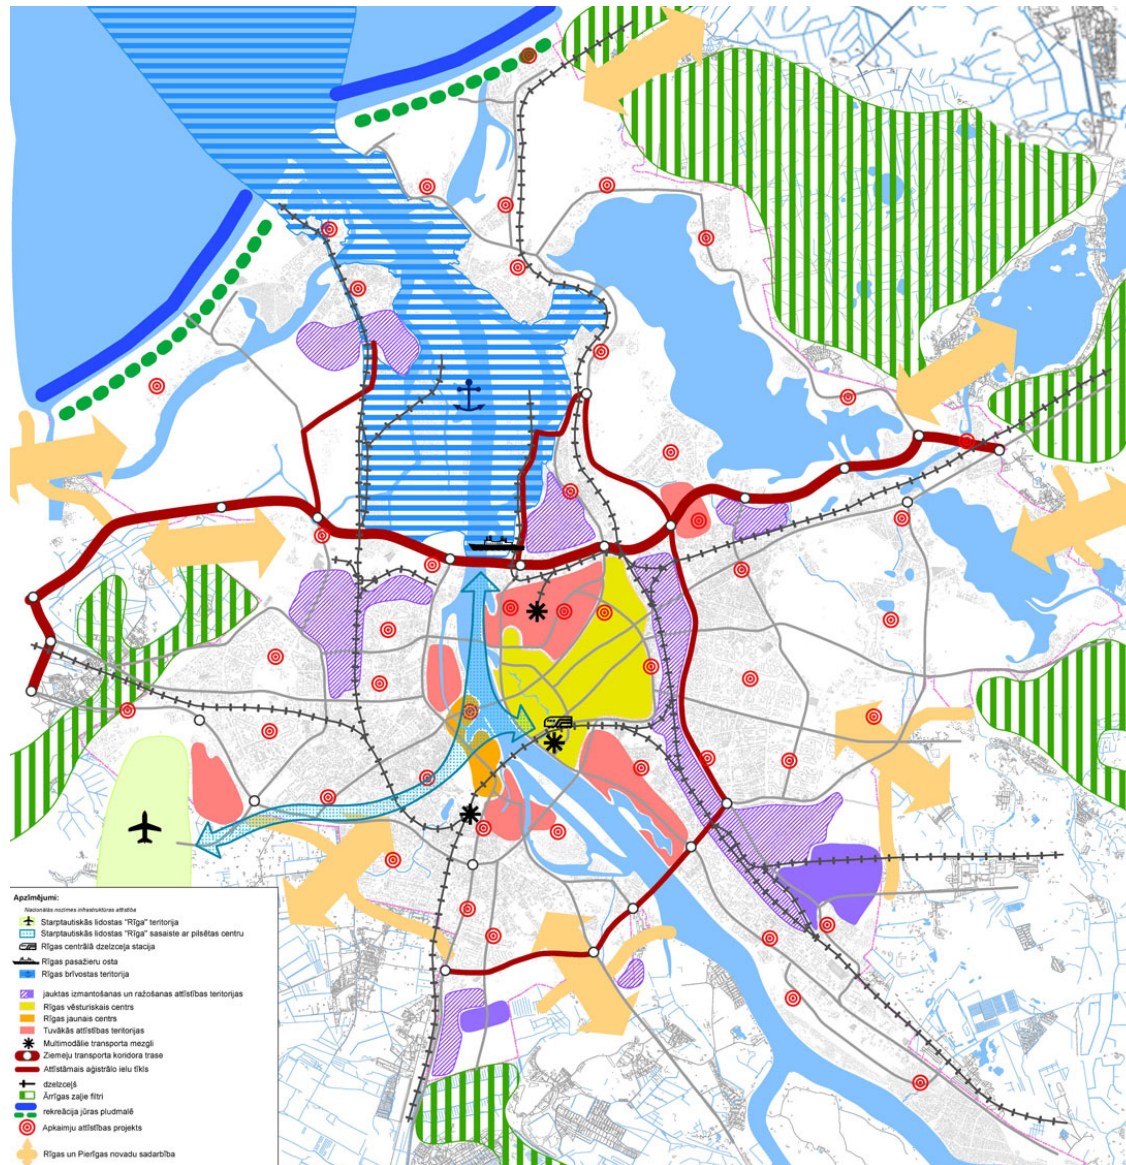 Apzīmējumi:
Nacionālās nozīmes infrastruktūras attīstība
Starptautiskās lidostas "Rīga" teritorija
Starptautiskās lidostas "Rīga" sasaiste ar pilsētas centru
Rīgas centrālā dzelzceļa stacija
Rīgas pasažieru osta
Rīgas brīvostas teritorija
jauktas izmantošanas un ražošanas attīstības teritorijas
Rīgas vēsturiskais centrs
Rīgas jaunais centrs
Tuvākās attīstības teritorijas
Multimodālie transporta mezgli
Ziemeļu transporta koridora trase
Attīstāmais aģistrālo ielu tīkls
dzelzceļš
Ārrīgas zaļie filtri
rekreācija jūras pludmalē
Apkaimju attīstības projekts
Rīgas un Pierīgas novadu sadarbība